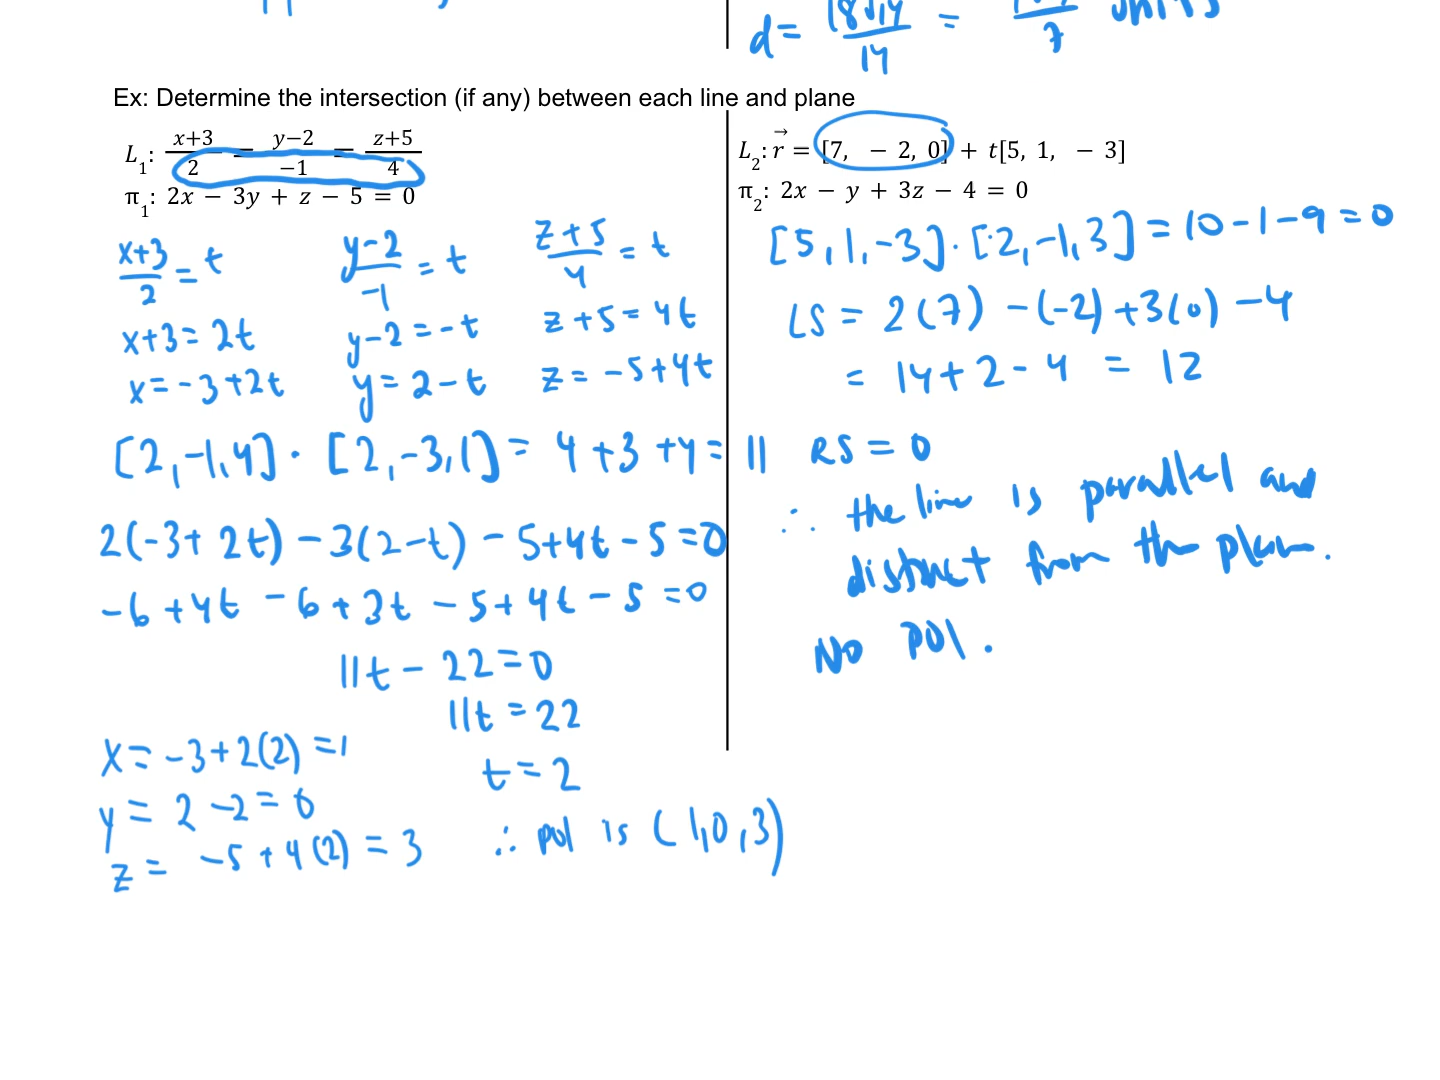 d = 18√14/14 = /7 units
Ex: Determine the intersection (if any) between each line and plane
L₁: (x+3)/2 = (y−2)/−1 = (z+5)/4
π₁: 2x − 3y + z − 5 = 0
(x+3)/2 = t (y-2)/-1 = t (z+5)/4 = t
x+3 = 2t y-2 = -t z+5 = 4t
x = -3+2t y = 2-t z = -5+4t
[2,-1,4]·[2,-3,1] = 4+3+4 = 11
2(-3+2t) -3(2-t) -5+4t-5 = 0
-6+4t -6+3t -5+4t-5 = 0
11t - 22 = 0
11t = 22
t = 2
x = -3+2(2) = 1
y = 2-2 = 0
z = -5+4(2) = 3
∴ POI is (1,0,3)
L₂: r⃗ = [7, − 2, 0] + t[5, 1, − 3]
π₂: 2x − y + 3z − 4 = 0
[5,1,-3]·[2,-1,3] = 10-1-9 = 0
LS = 2(7) -(-2) +3(0) -4
= 14+2-4 = 12
RS = 0
∴ the line is parallel and
distinct from the plane.
No POI.